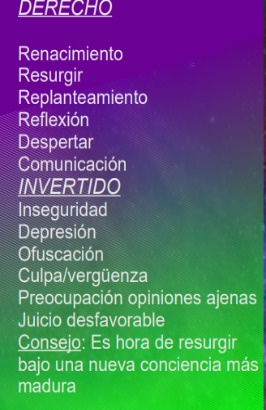 DERECHO
Renacimiento
Resurgir
Replanteamiento
Reflexión
Despertar
Comunicación
INVERTIDO
Inseguridad
Depresión
Ofuscación
Culpa/vergüenza
Preocupación opiniones ajenas
Juicio desfavorable
Consejo: Es hora de resurgir
bajo una nueva conciencia más
madura